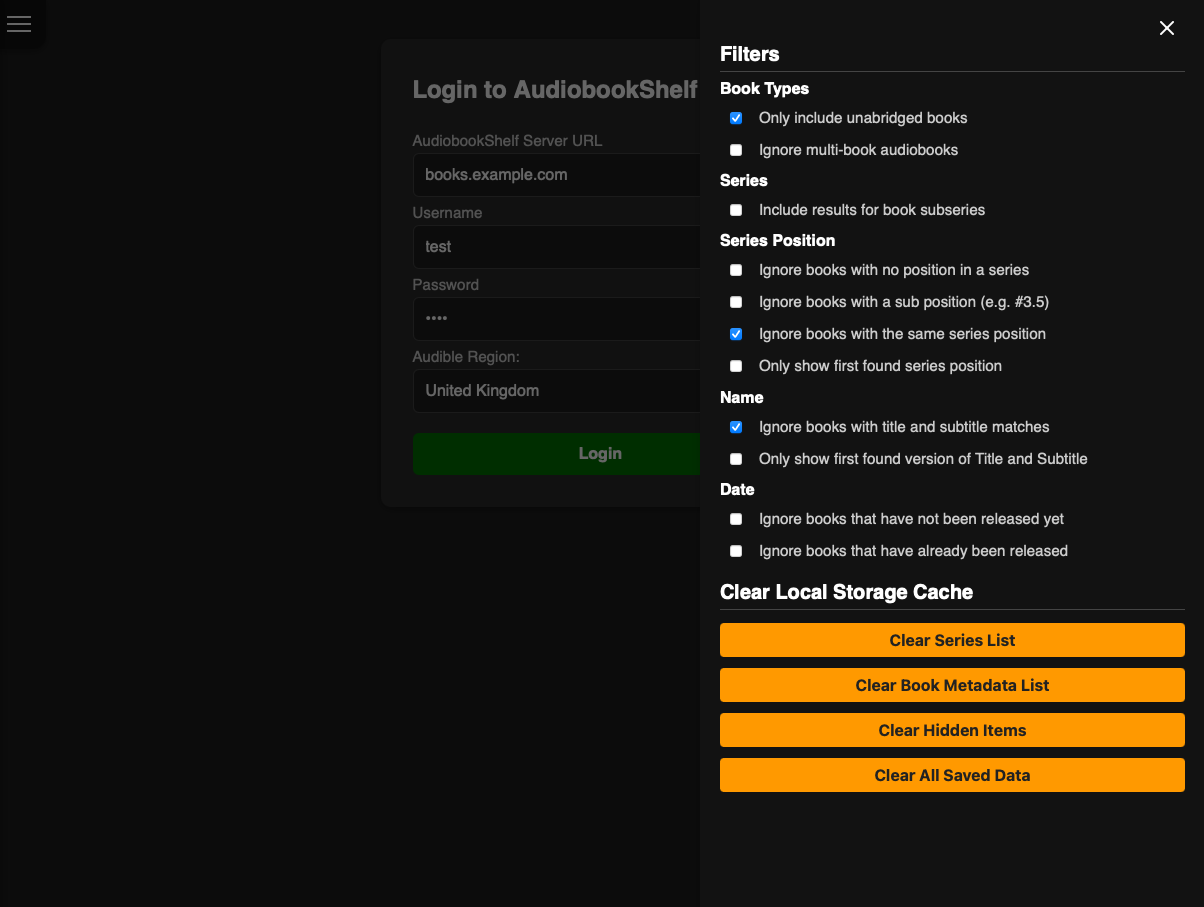 Login to AudiobookShelf
AudiobookShelf Server URL
books.example.com
Username
test
Password
••••
Audible Region:
United Kingdom
Login
Filters
Book Types
Only include unabridged books
Ignore multi-book audiobooks
Series
Include results for book subseries
Series Position
Ignore books with no position in a series
Ignore books with a sub position (e.g. #3.5)
Ignore books with the same series position
Only show first found series position
Name
Ignore books with title and subtitle matches
Only show first found version of Title and Subtitle
Date
Ignore books that have not been released yet
Ignore books that have already been released
Clear Local Storage Cache
Clear Series List
Clear Book Metadata List
Clear Hidden Items
Clear All Saved Data